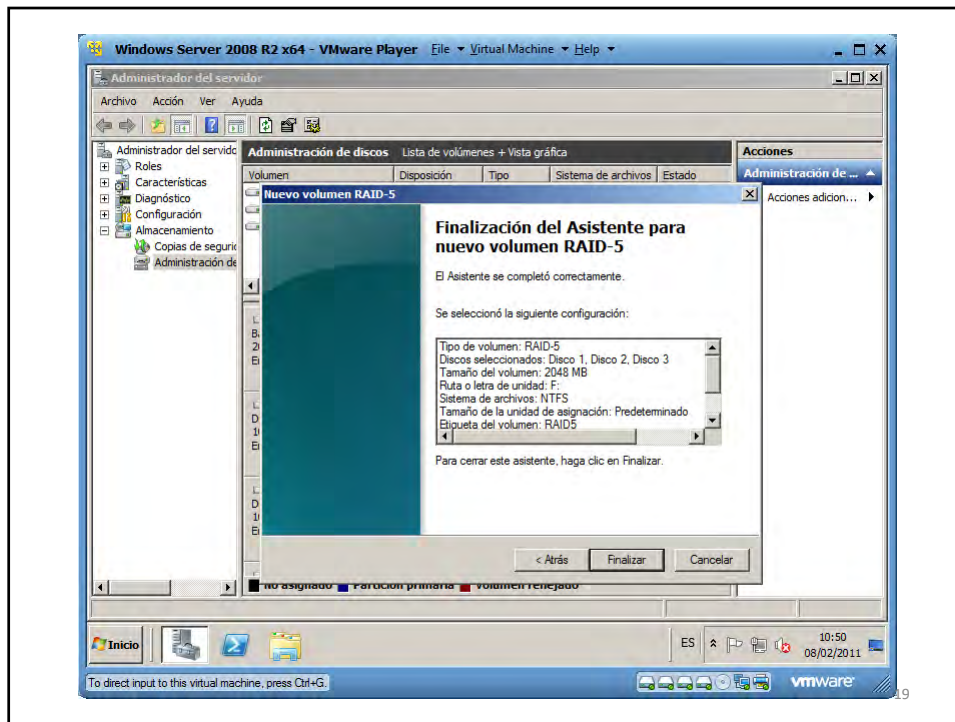 Windows Server 2008 R2 x64 - VMware Player File Virtual Machine Help
Administrador del servidor
Archivo Acción Ver Ayuda
Administrador del servidc
Roles
Características
Diagnóstico
Configuración
Almacenamiento
Copias de seguric
Administración de
Administración de discos Lista de volúmenes + Vista gráfica
Volumen Disposición Tipo Sistema de archivos Estado
Acciones
Administración de ...
Acciones adicion...
Nuevo volumen RAID-5
Finalización del Asistente para
nuevo volumen RAID-5
El Asistente se completó correctamente.
Se seleccionó la siguiente configuración:
Tipo de volumen: RAID-5
Discos seleccionados: Disco 1, Disco 2, Disco 3
Tamaño del volumen: 2048 MB
Ruta o letra de unidad: F:
Sistema de archivos: NTFS
Tamaño de la unidad de asignación: Predeterminado
Etiqueta del volumen: RAID5
Para cerrar este asistente, haga clic en Finalizar.
< Atrás Finalizar Cancelar
No asignado Partición primaria Volumen reflejado
Inicio
ES 10:50
08/02/2011
To direct input to this virtual machine, press Ctrl+G.
vmware
19